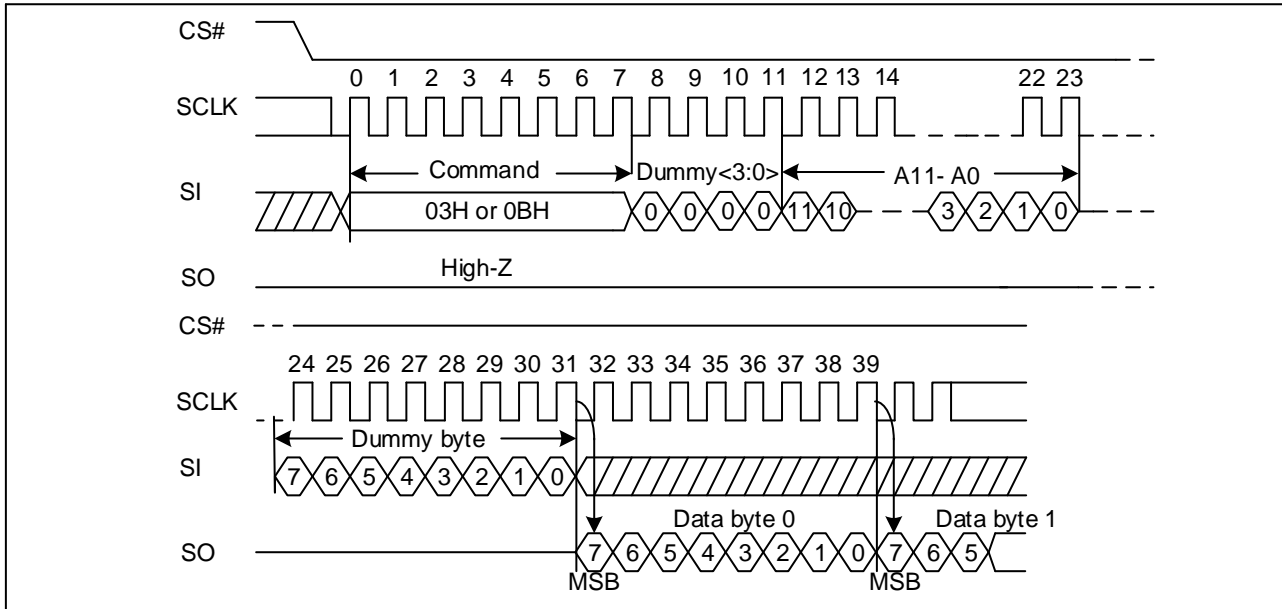 CS#
0 1 2 3 4 5 6 7 8 9 10 11 12 13 14 22 23
SCLK
Command Dummy<3:0> A11- A0
SI 03H or 0BH 0 0 0 0 11 10 3 2 1 0
High-Z
SO
CS#
24 25 26 27 28 29 30 31 32 33 34 35 36 37 38 39
SCLK
Dummy byte
SI 7 6 5 4 3 2 1 0
Data byte 0 Data byte 1
SO 7 6 5 4 3 2 1 0 7 6 5
MSB MSB